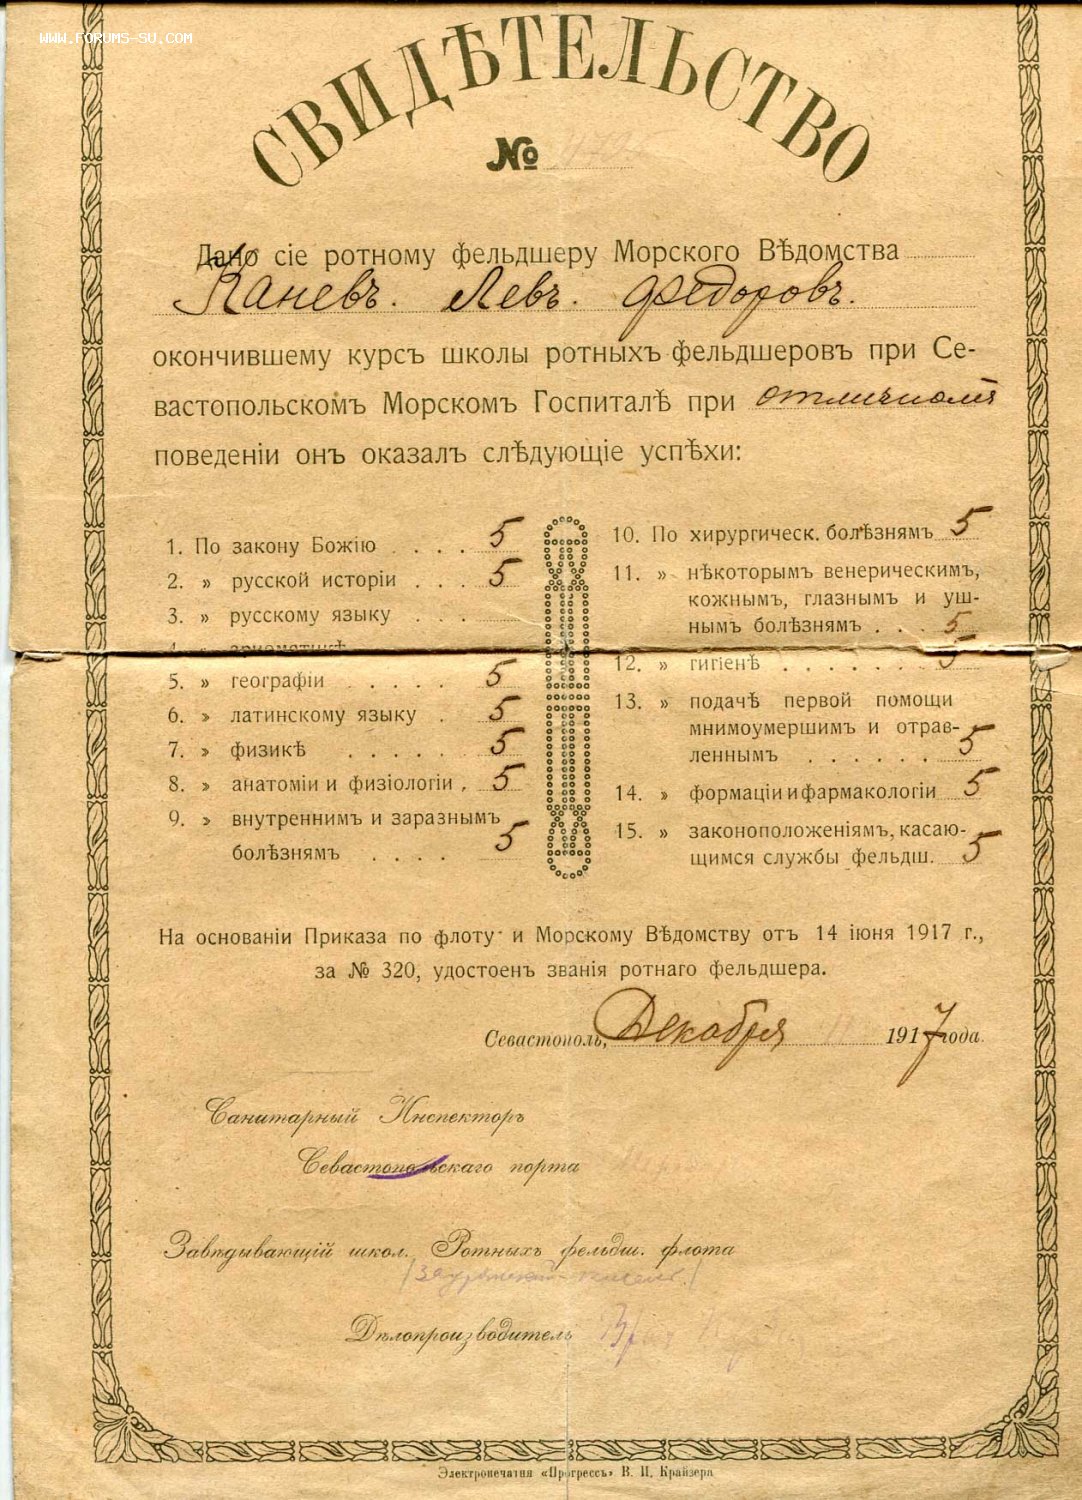 WWW.FORUMS-SU.COM
СВИДѢТЕЛЬСТВО
№
Дано сіе ротному фельдшеру Морского Вѣдомства
Каневъ. Левъ. Федоровъ.
окончившему курсъ школы ротныхъ фельдшеровъ при Се-
вастопольскомъ Морскомъ Госпиталѣ при отличномъ
поведеніи онъ оказалъ слѣдующіе успѣхи:
1. По закону Божію . . . . 5
2. » русской исторіи . . . 5
3. » русскому языку . . .
4. » ариѳметикѣ
5. » географіи . . . . 5
6. » латинскому языку . 5
7. » физикѣ . . . . . . 5
8. » анатоміи и физіологіи . 5
9. » внутреннимъ и заразнымъ
болѣзнямъ . . . . 5
10. По хирургическ. болѣзнямъ 5
11. » нѣкоторымъ венерическимъ,
кожнымъ, глазнымъ и уш-
нымъ болѣзнямъ . . . 5
12. » гигіенѣ . . . . . . . 5
13. » подачѣ первой помощи
мнимоумершимъ и отрав-
леннымъ . . . . . . 5
14. » формаціи и фармакологіи 5
15. » законоположеніямъ, касаю-
щимся службы фельдш. 5
На основаніи Приказа по флоту и Морскому Вѣдомству отъ 14 іюня 1917 г.,
за № 320, удостоенъ званія ротнаго фельдшера.
Севастополь, Декабря 11 1917 года.
Санитарный Инспекторъ
Севастопольскаго порта
Завѣдывающій школ. Ротныхъ фельдш. флота
Дѣлопроизводитель
Электропечатня «Прогрессъ» В. П. Крайзера